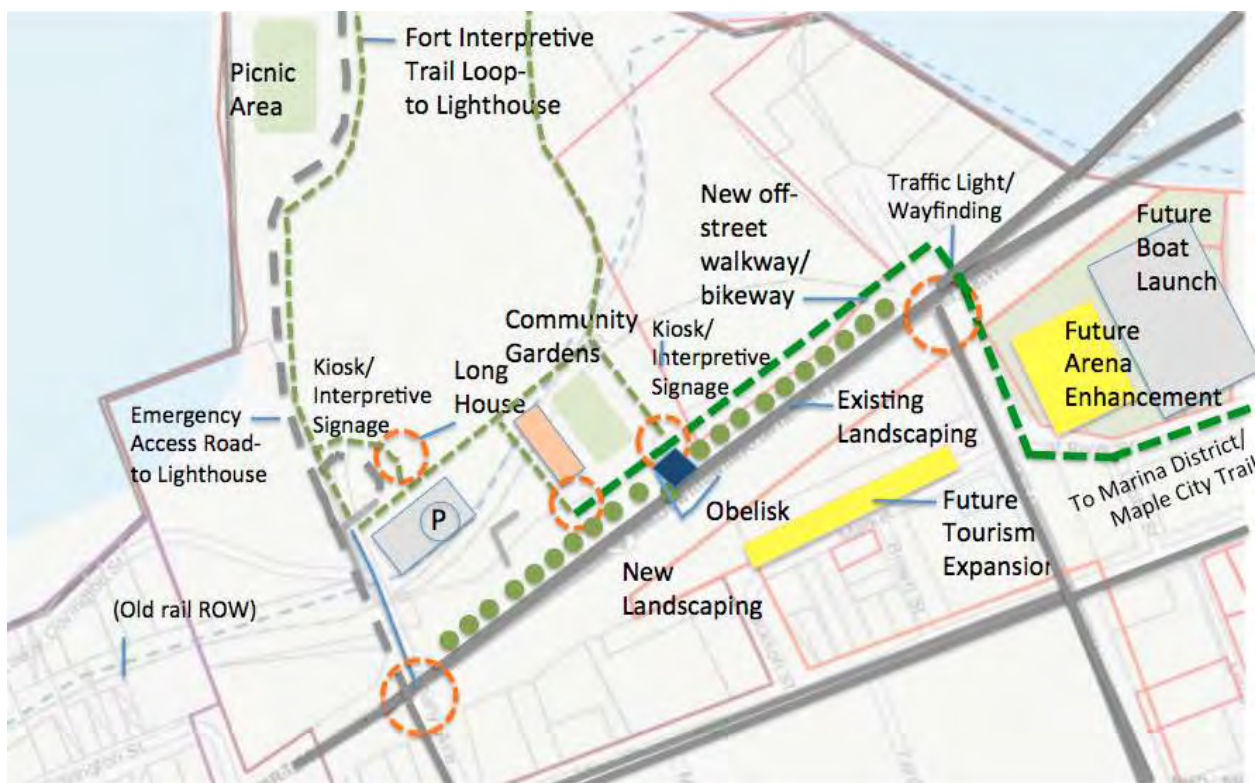 Fort Interpretive
Trail Loop-
to Lighthouse
Picnic
Area
New off-
street
walkway/
bikeway
Traffic Light/
Wayfinding
Future
Boat
Launch
Community
Gardens
Kiosk/
Interpretive
Signage
Future
Arena
Enhancement
Kiosk/
Interpretive
Signage
Long
House
Emergency
Access Road-
to Lighthouse
Existing
Landscaping
To Marina District/
Maple City Trail
P
Obelisk
Future
Tourism
Expansion
New
Landscaping
(Old rail ROW)
Covington St